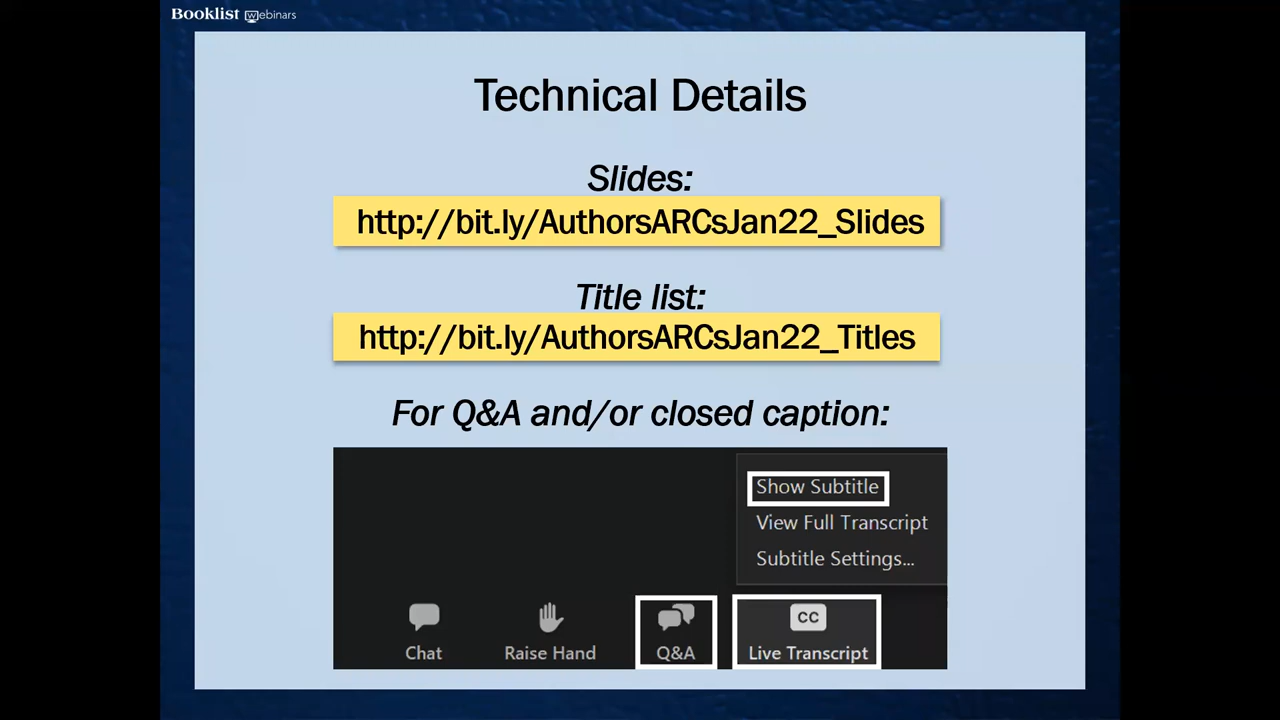 Booklist Webinars
Technical Details
Slides:
http://bit.ly/AuthorsARCsJan22_Slides
Title list:
http://bit.ly/AuthorsARCsJan22_Titles
For Q&A and/or closed caption:
Show Subtitle
View Full Transcript
Subtitle Settings...
CC
Chat Raise Hand Q&A Live Transcript